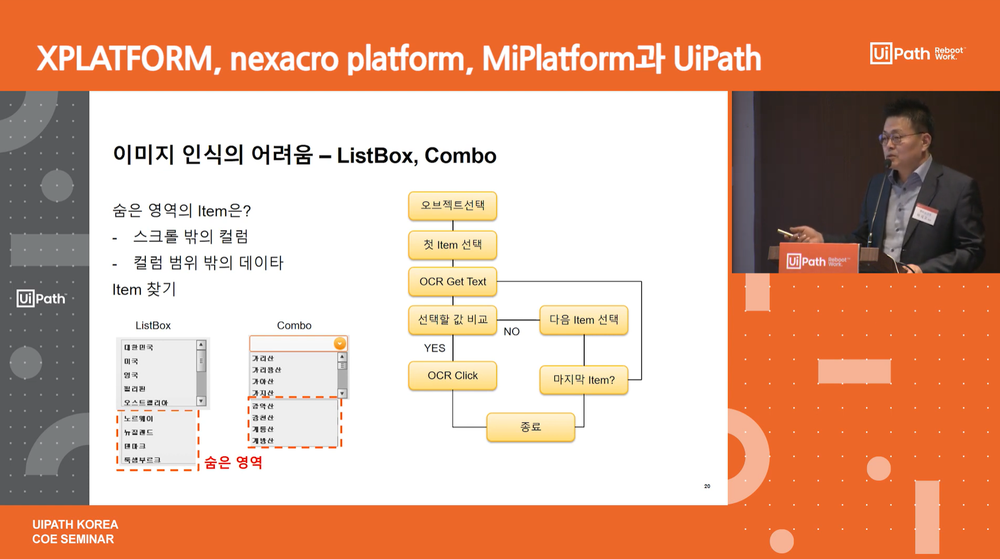 XPLATFORM, nexacro platform, MiPlatform과 UiPath
UiPath Reboot Work.
이미지 인식의 어려움 – ListBox, Combo
숨은 영역의 Item은?
- 스크롤 밖의 컬럼
- 컬럼 범위 밖의 데이타
Item 찾기
ListBox
대한민국
미국
영국
필리핀
오스트렐리아
노르웨이
뉴질랜드
덴마크
룩셈부르크
Combo
가리산
가리왕산
가야산
가지산
감악산
강천산
계등산
계방산
숨은 영역
오브젝트선택
첫 Item 선택
OCR Get Text
선택할 값 비교
NO
다음 Item 선택
YES
OCR Click
마지막 Item?
종료
20
UiPath
UiPath Reboot Work.
UIPATH KOREA
COE SEMINAR